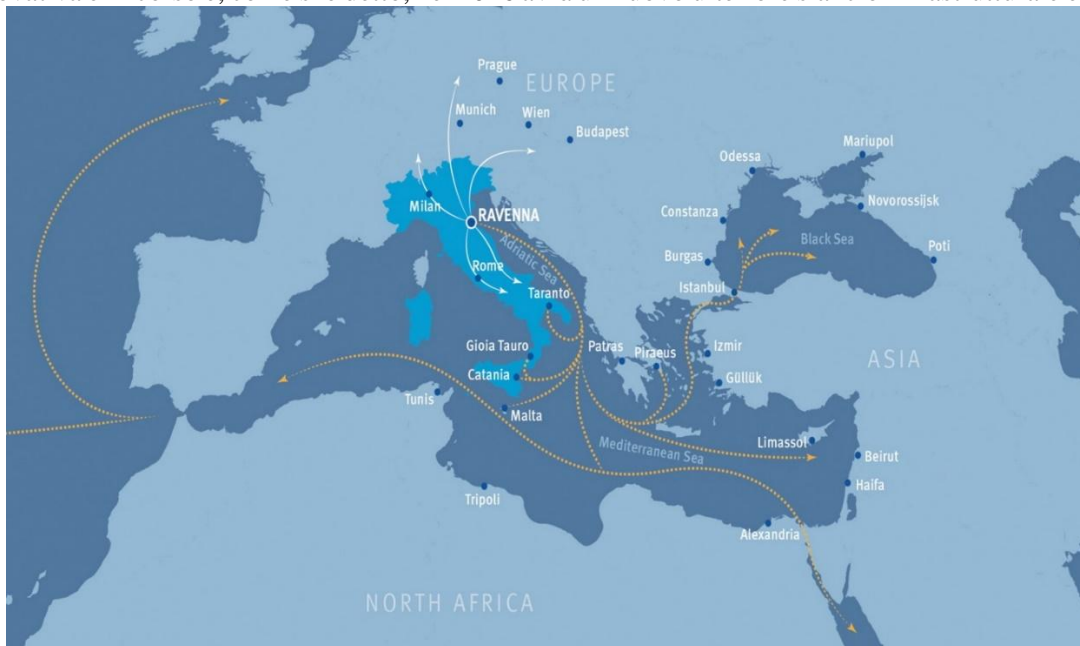 Prague
EUROPE
Munich
Wien
Budapest
Mariupol
Odessa
Milan
RAVENNA
Novorossijsk
Constanza
Adriatic Sea
Black Sea
Poti
Burgas
Rome
Istanbul
Taranto
Gioia Tauro
Patras
Piraeus
Izmir
ASIA
Catania
Güllük
Tunis
Malta
Limassol
Mediterranean Sea
Beirut
Haifa
Tripoli
Alexandria
NORTH AFRICA